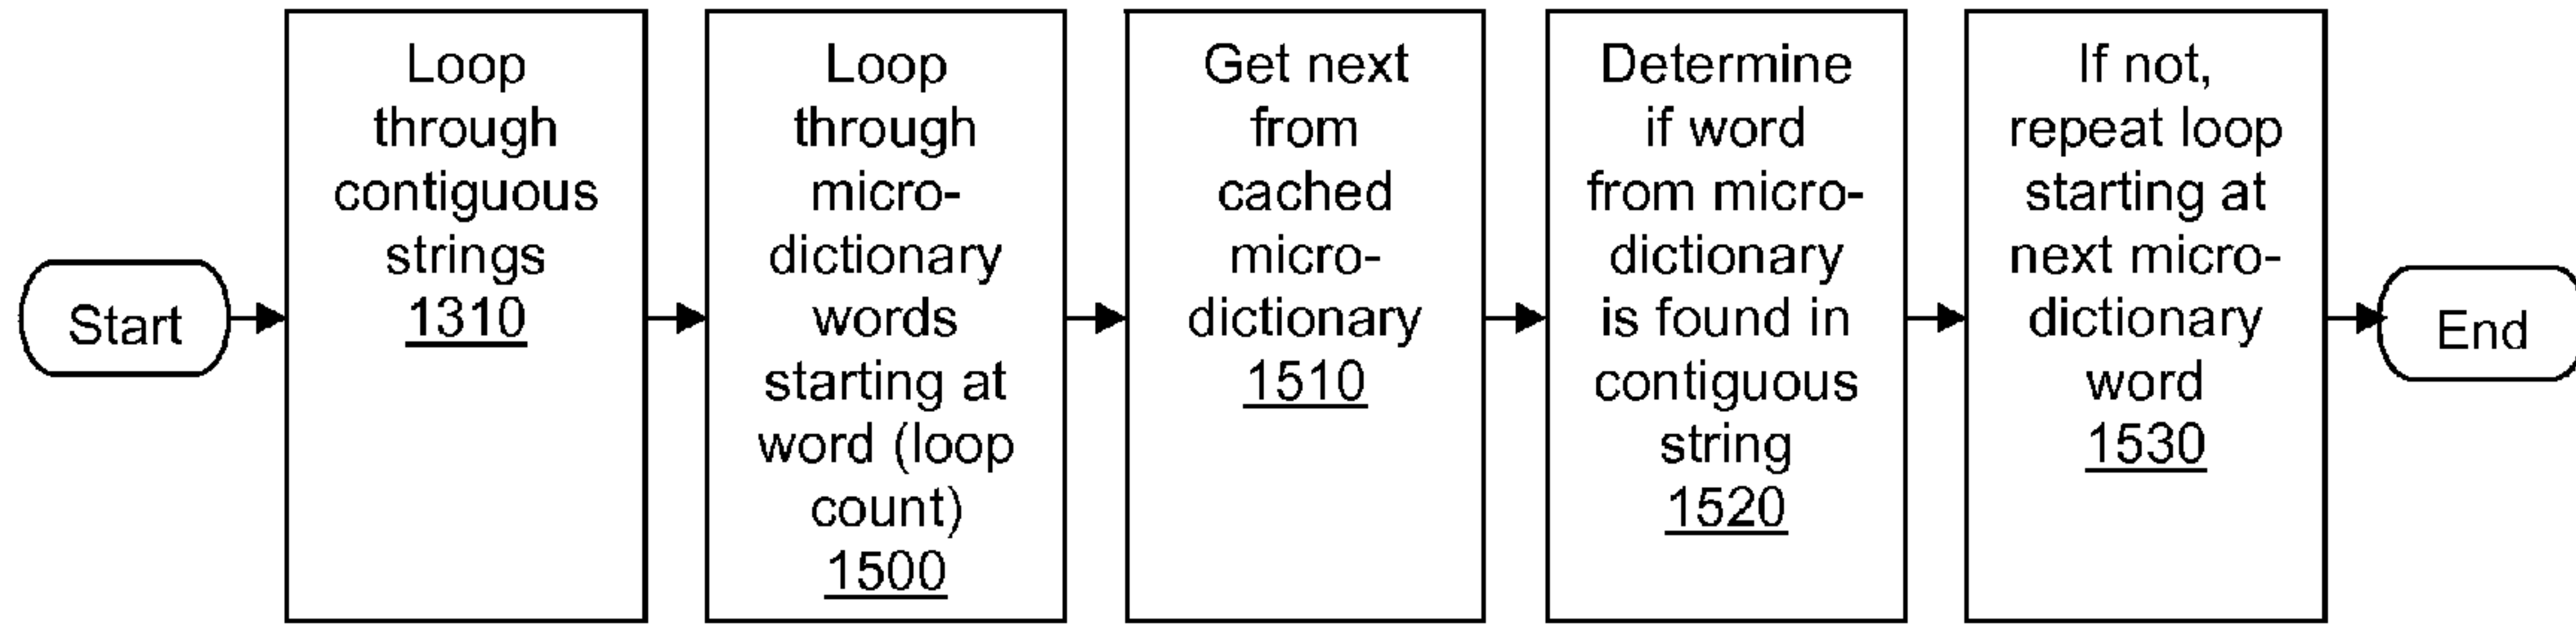 Start
Loop
through
contiguous
strings
1310
Loop
through
micro-
dictionary
words
starting at
word (loop
count)
1500
Get next
from
cached
micro-
dictionary
1510
Determine
if word
from micro-
dictionary
is found in
contiguous
string
1520
If not,
repeat loop
starting at
next micro-
dictionary
word
1530
End